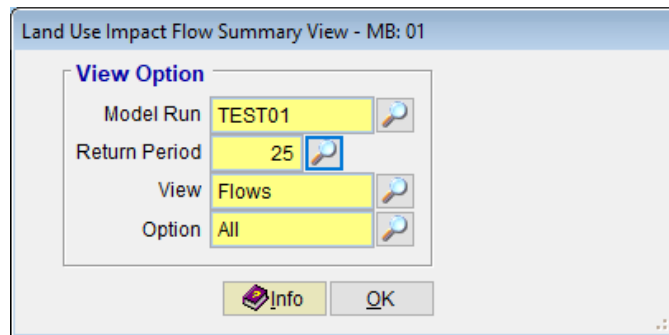 Land Use Impact Flow Summary View - MB: 01
View Option
Model Run TEST01
Return Period 25
View Flows
Option All
Info OK